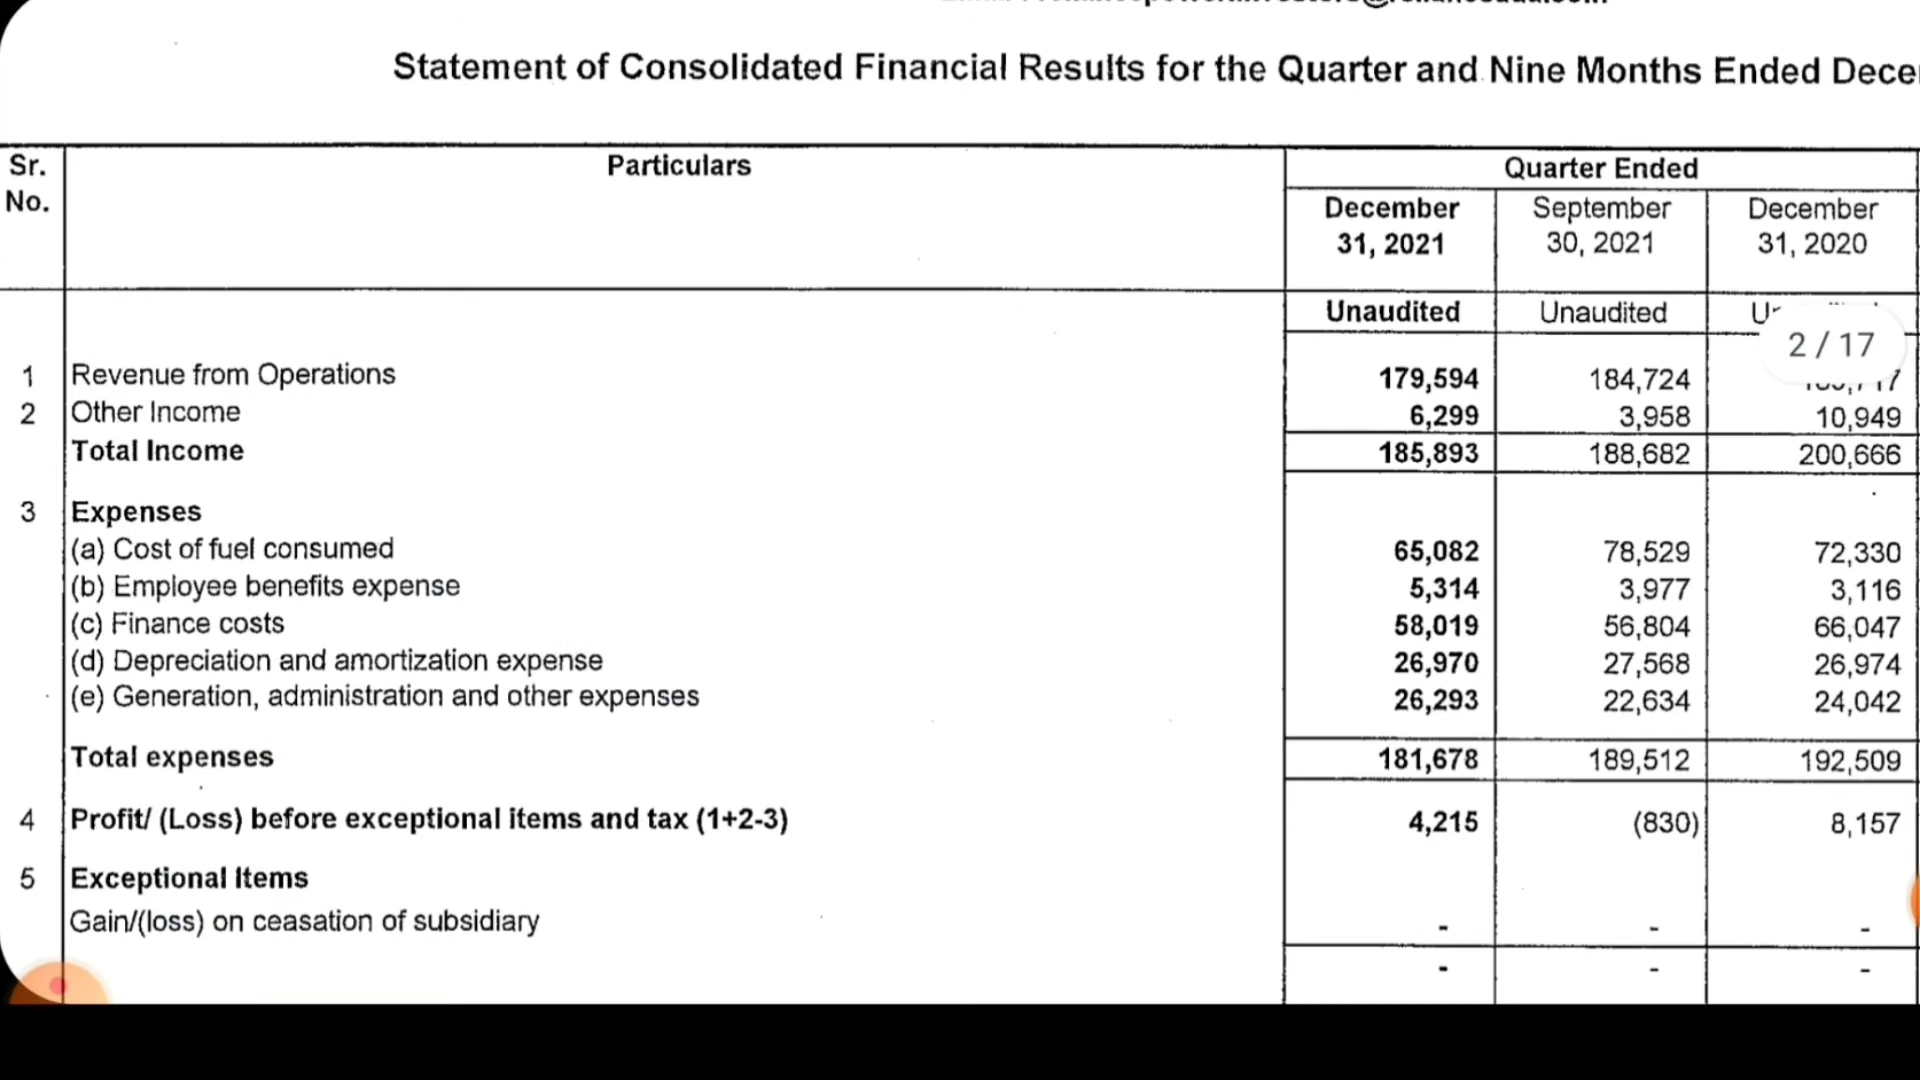 Statement of Consolidated Financial Results for the Quarter and Nine Months Ended Dece
Sr. No. Particulars Quarter Ended
December 31, 2021 September 30, 2021 December 31, 2020
Unaudited Unaudited
2 / 17
1 Revenue from Operations 179,594 184,724
2 Other Income 6,299 3,958 10,949
Total Income 185,893 188,682 200,666
3 Expenses
(a) Cost of fuel consumed 65,082 78,529 72,330
(b) Employee benefits expense 5,314 3,977 3,116
(c) Finance costs 58,019 56,804 66,047
(d) Depreciation and amortization expense 26,970 27,568 26,974
(e) Generation, administration and other expenses 26,293 22,634 24,042
Total expenses 181,678 189,512 192,509
4 Profit/ (Loss) before exceptional items and tax (1+2-3) 4,215 (830) 8,157
5 Exceptional Items
Gain/(loss) on ceasation of subsidiary - - -
- - -